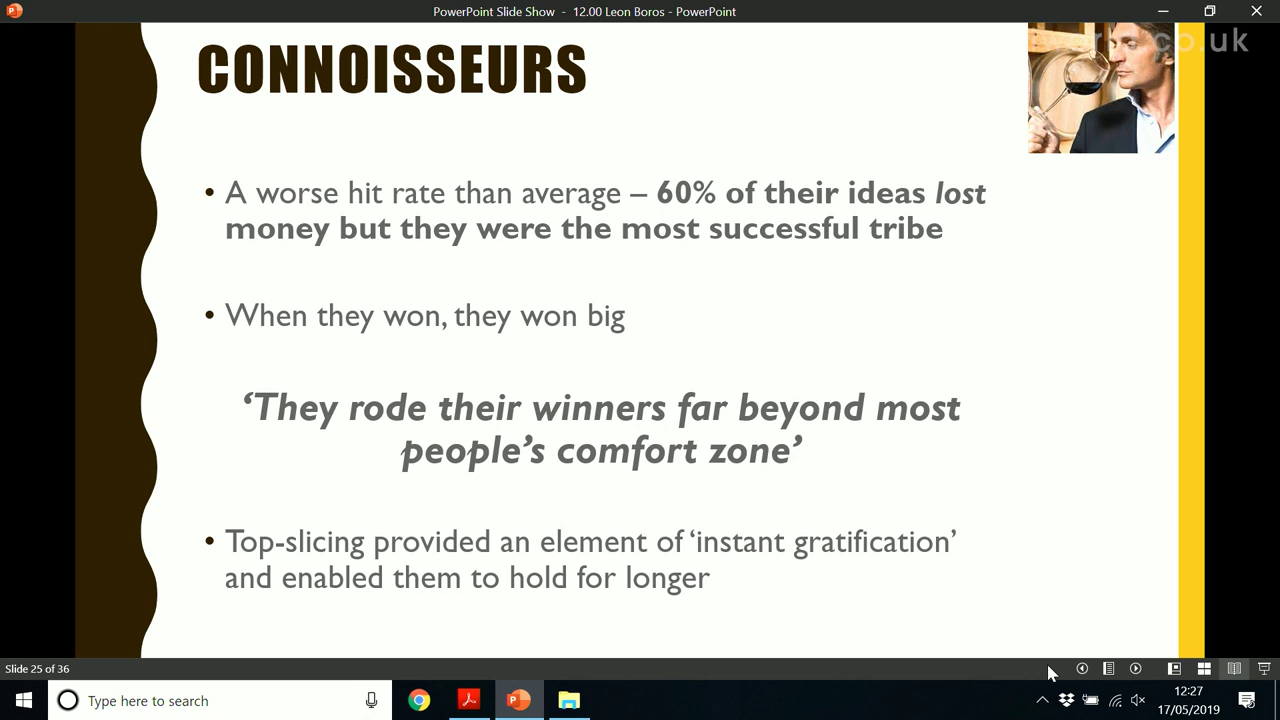 PowerPoint Slide Show - 12.00 Leon Boros - PowerPoint
CONNOISSEURS
co.uk
• A worse hit rate than average – 60% of their ideas lost
money but they were the most successful tribe
• When they won, they won big
‘They rode their winners far beyond most
people’s comfort zone’
• Top-slicing provided an element of ‘instant gratification’
and enabled them to hold for longer
Slide 25 of 36
Type here to search
12:27
17/05/2019